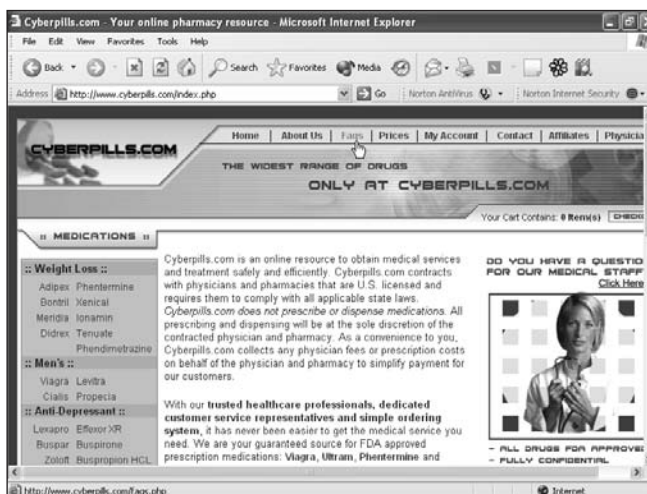 Cyberpills.com - Your online pharmacy resource - Microsoft Internet Explorer
File Edit View Favorites Tools Help
Back Search Favorites Media
Address http://www.cyberpills.com/index.php Go Norton AntiVirus Norton Internet Security
CYBERPILLS.COM
Home | About Us | Faqs | Prices | My Account | Contact | Affiliates | Physicia
THE WIDEST RANGE OF DRUGS
ONLY AT CYBERPILLS.COM
Your Cart Contains: 0 Item(s) CHECK
:: MEDICATIONS ::
:: Weight Loss ::
Adipex Phentermine
Bontril Xenical
Meridia Ionamin
Didrex Tenuate
Phendimetrazine
:: Men's ::
Viagra Levitra
Cialis Propecia
:: Anti-Depressant ::
Lexapro Effexor XR
Buspar Buspirone
Zoloft Buspropion HCL
Cyberpills.com is an online resource to obtain medical services
and treatment safely and efficiently. Cyberpills.com contracts
with physicians and pharmacies that are U.S. licensed and
requires them to comply with all applicable state laws.
Cyberpills.com does not prescribe or dispense medications. All
prescribing and dispensing will be at the sole discretion of the
contracted physician and pharmacy. As a convenience to you,
Cyberpills.com collects any physician fees or prescription costs
on behalf of the physician and pharmacy to simplify payment for
our customers.
With our trusted healthcare professionals, dedicated
customer service representatives and simple ordering
system, it has never been easier to get the medical service you
need. We are your guaranteed source for FDA approved
prescription medications: Viagra, Ultram, Phentermine and
DO YOU HAVE A QUESTIO
FOR OUR MEDICAL STAFF
Click Here
- ALL DRUGS FDA APPROVE
- FULLY CONFIDENTIAL
http://www.cyberpills.com/faqs.php Internet